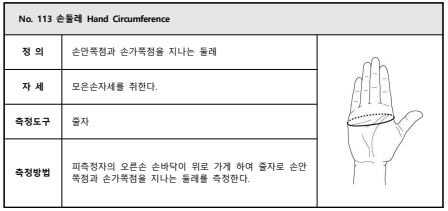 No. 113 손둘레 Hand Circumference
정 의
손안쪽점과 손가쪽점을 지나는 둘레
자 세
모은손자세를 취한다.
측정도구
줄자
측정방법
피측정자의 오른손 손바닥이 위로 가게 하여 줄자로 손안
쪽점과 손가쪽점을 지나는 둘레를 측정한다.